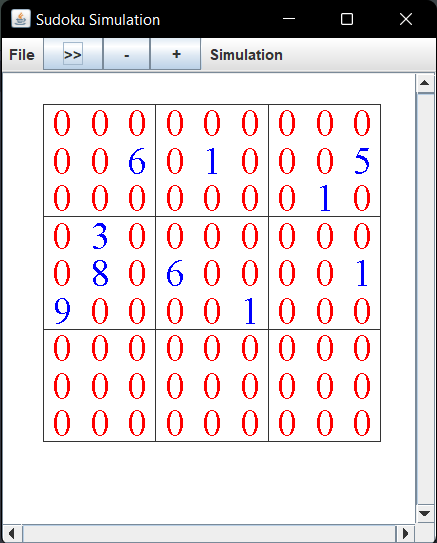 Sudoku Simulation
File >> - + Simulation
0 0 0 0 0 0 0 0 0
0 0 6 0 1 0 0 0 5
0 0 0 0 0 0 0 1 0
0 3 0 0 0 0 0 0 0
0 8 0 6 0 0 0 0 1
9 0 0 0 0 1 0 0 0
0 0 0 0 0 0 0 0 0
0 0 0 0 0 0 0 0 0
0 0 0 0 0 0 0 0 0